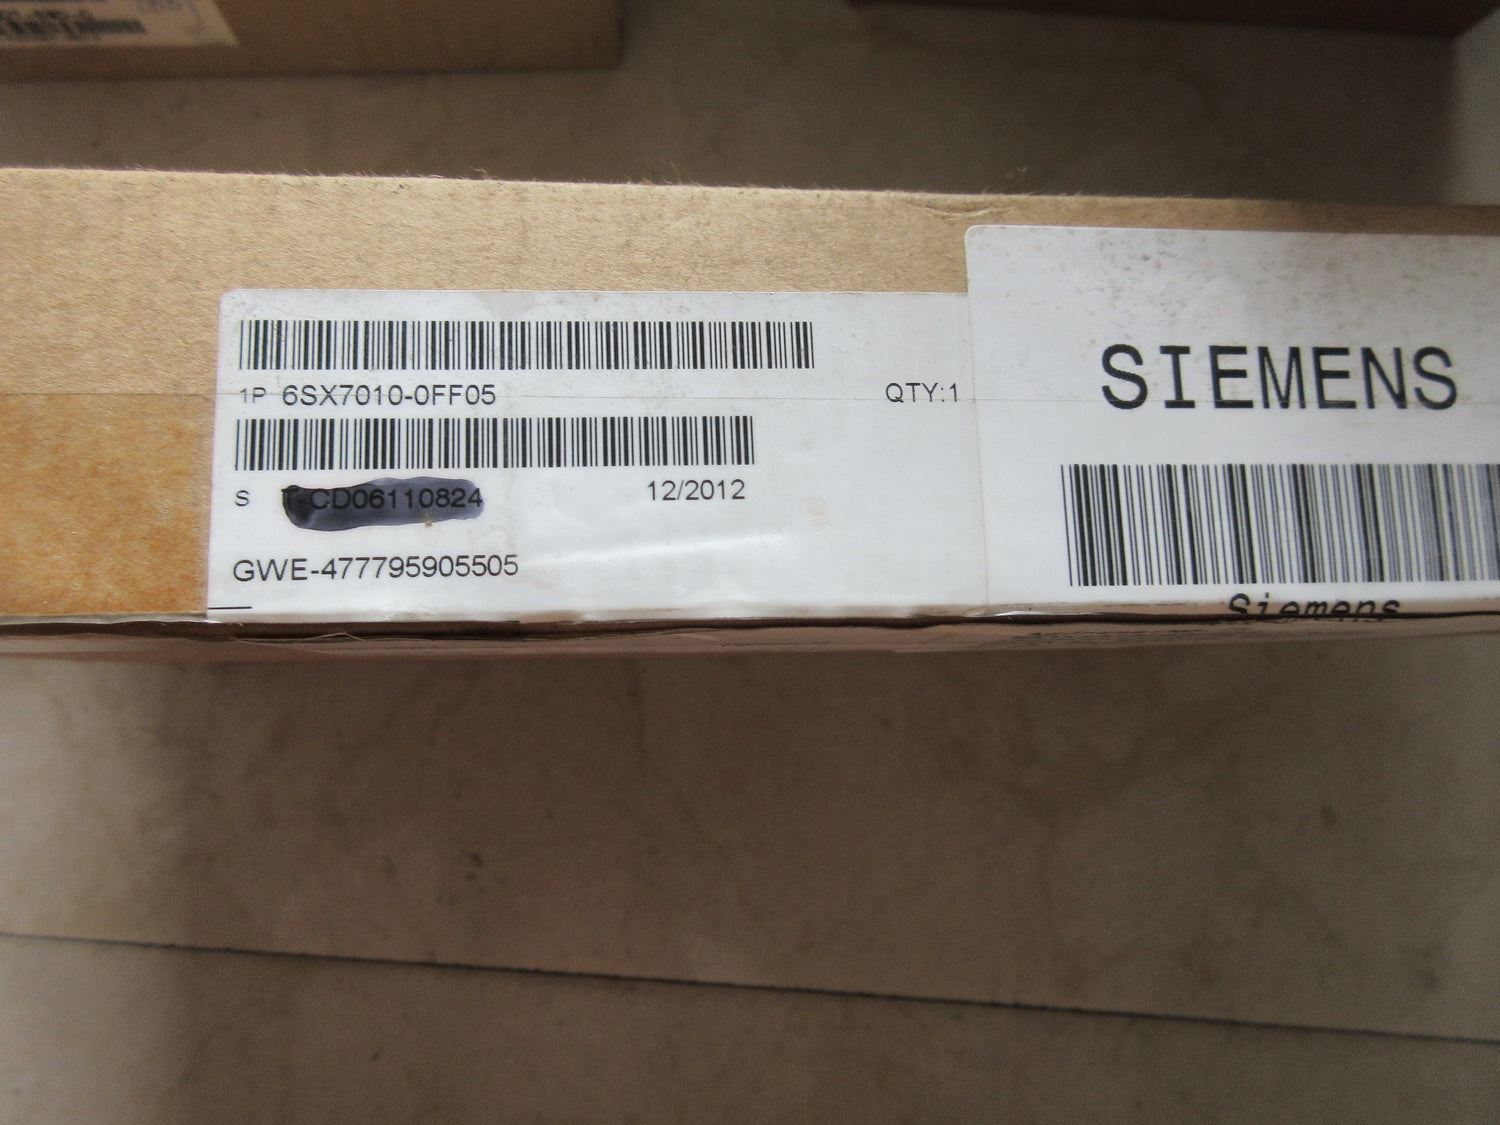 1P 6SX7010-0FF05
QTY:1
S T-CD06110824
12/2012
GWE-477795905505
SIEMENS
Siemens